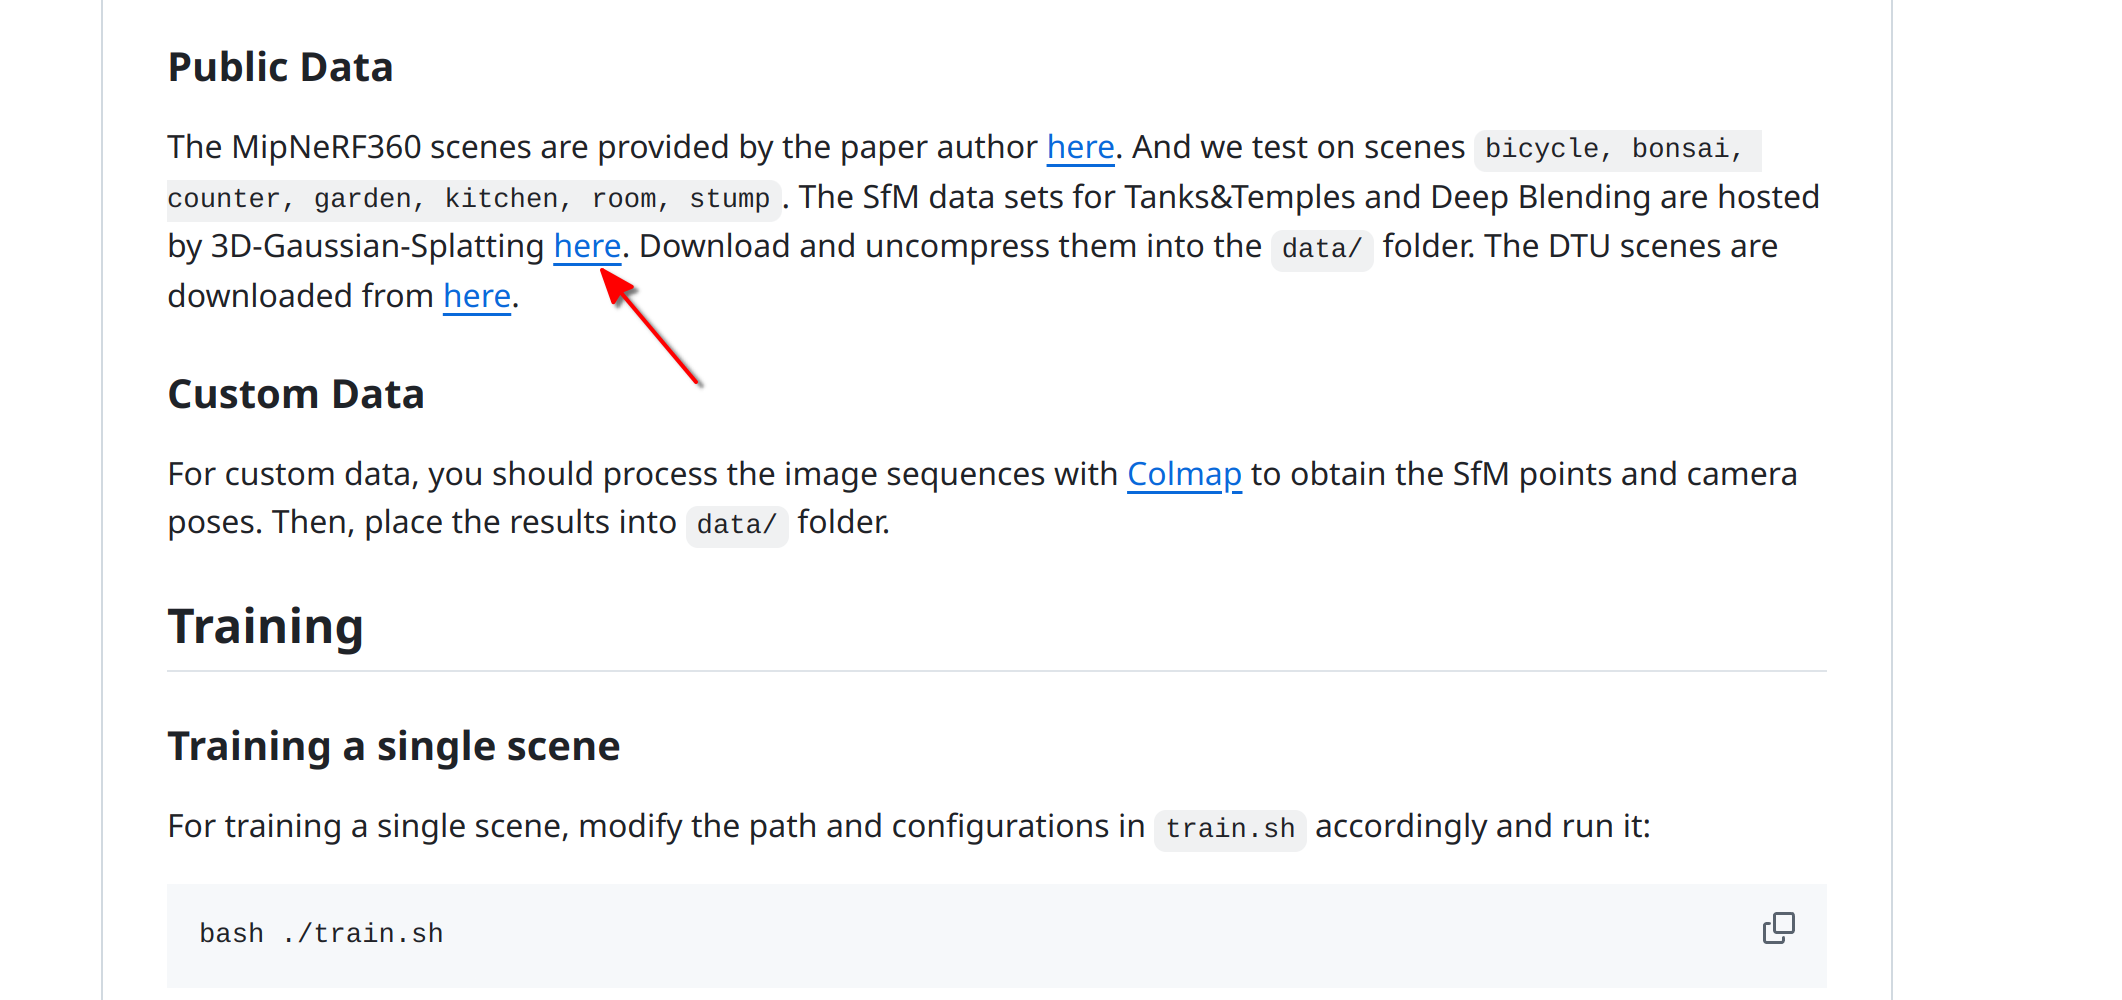 Public Data
The MipNeRF360 scenes are provided by the paper author here. And we test on scenes bicycle, bonsai,
counter, garden, kitchen, room, stump . The SfM data sets for Tanks&Temples and Deep Blending are hosted
by 3D-Gaussian-Splatting here. Download and uncompress them into the data/ folder. The DTU scenes are
downloaded from here.
Custom Data
For custom data, you should process the image sequences with Colmap to obtain the SfM points and camera
poses. Then, place the results into data/ folder.
Training
Training a single scene
For training a single scene, modify the path and configurations in train.sh accordingly and run it:
bash ./train.sh